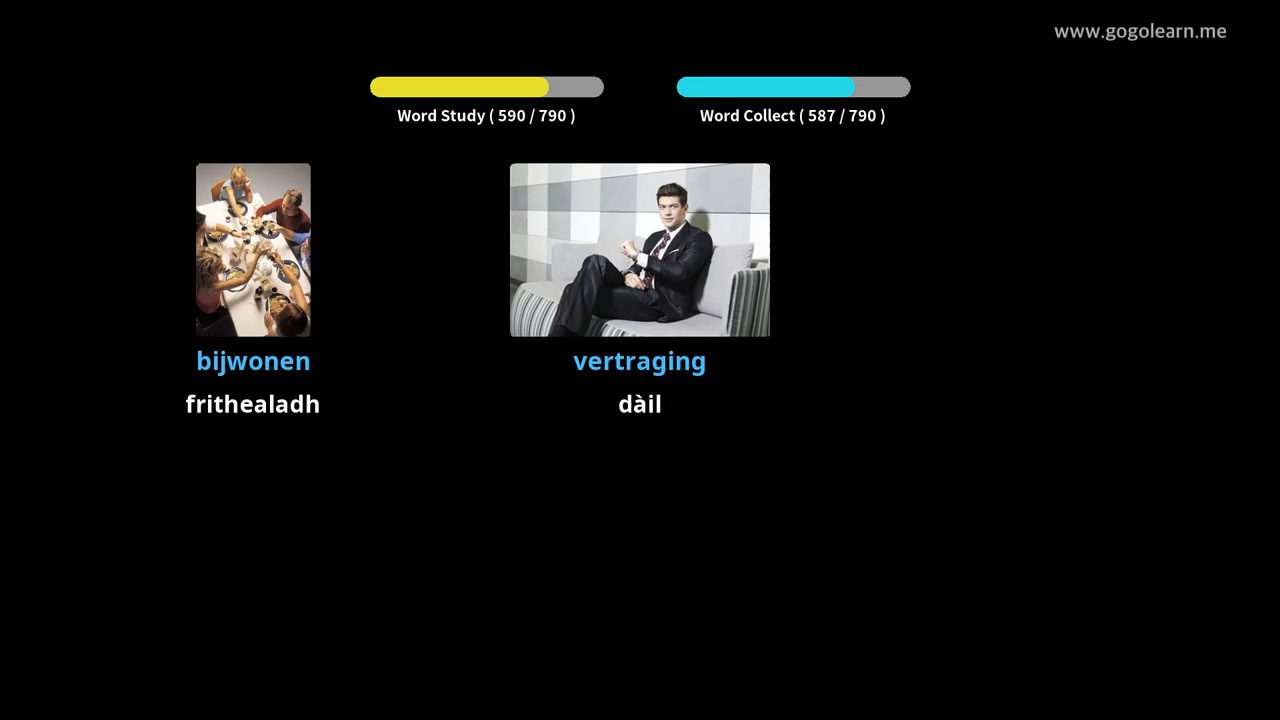 www.gogolearn.me
Word Study ( 590 / 790 )
Word Collect ( 587 / 790 )
bijwonen
frithealadh
vertraging
dàil